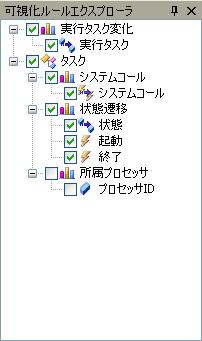 可視化ルールエクスプローラ
実行タスク変化
実行タスク
タスク
システムコール
システムコール
状態遷移
状態
起動
終了
所属プロセッサ
プロセッサID